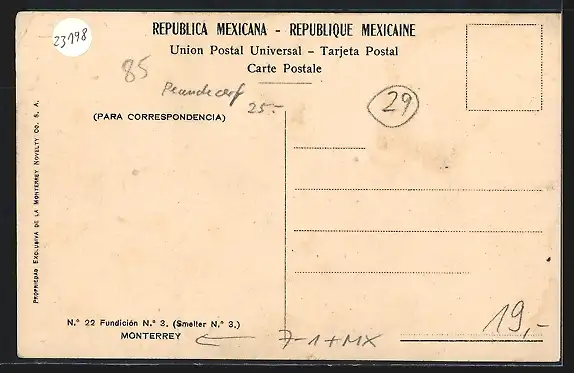 23198
REPUBLICA MEXICANA - REPUBLIQUE MEXICAINE
Union Postal Universal – Tarjeta Postal
Carte Postale
85
25.-
29
(PARA CORRESPONDENCIA)
PROPRIEDAD EXCLUSIVA DE LA MONTERREY NOVELTY CO. S. A.
N.° 22 Fundición N.° 3. (Smelter N.° 3.)
MONTERREY
7-1+MX
19,-